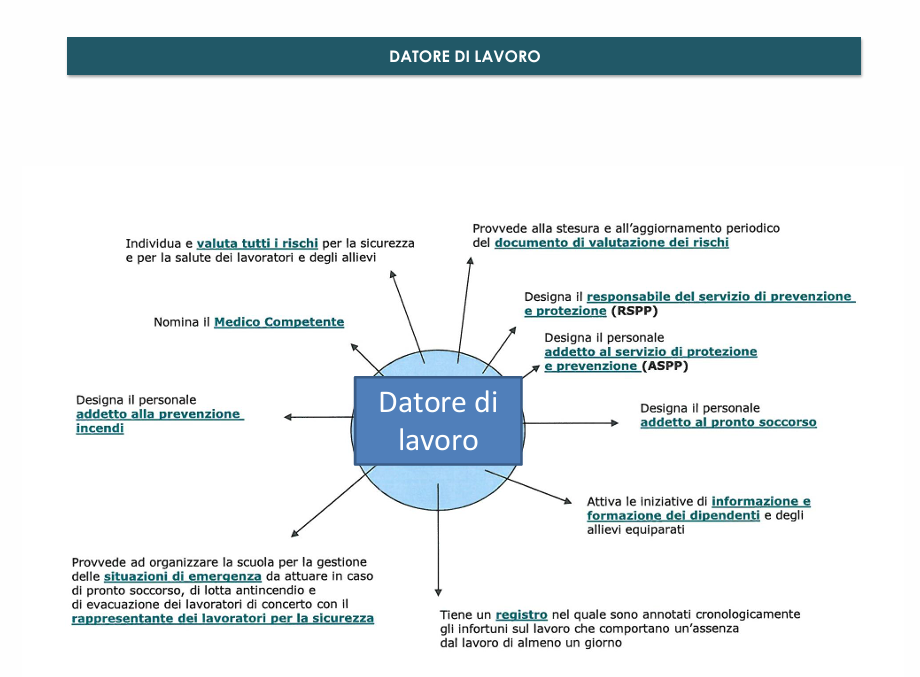 DATORE DI LAVORO
Individua e valuta tutti i rischi per la sicurezza
e per la salute dei lavoratori e degli allievi
Provvede alla stesura e all’aggiornamento periodico
del documento di valutazione dei rischi
Nomina il Medico Competente
Designa il responsabile del servizio di prevenzione
e protezione (RSPP)
Designa il personale
addetto al servizio di protezione
e prevenzione (ASPP)
Designa il personale
addetto alla prevenzione
incendi
Datore di
lavoro
Designa il personale
addetto al pronto soccorso
Attiva le iniziative di informazione e
formazione dei dipendenti e degli
allievi equiparati
Provvede ad organizzare la scuola per la gestione
delle situazioni di emergenza da attuare in caso
di pronto soccorso, di lotta antincendio e
di evacuazione dei lavoratori di concerto con il
rappresentante dei lavoratori per la sicurezza
Tiene un registro nel quale sono annotati cronologicamente
gli infortuni sul lavoro che comportano un’assenza
dal lavoro di almeno un giorno